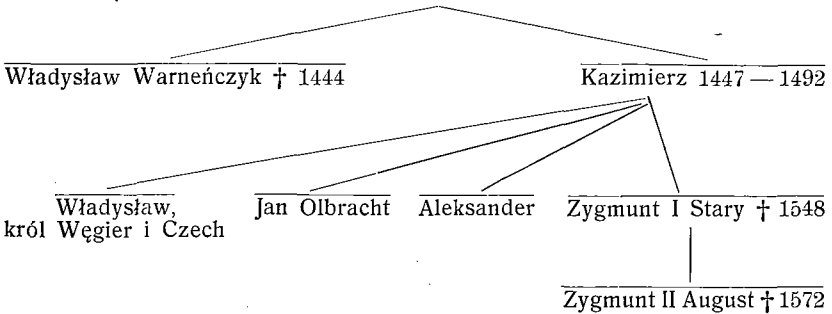 Władysław Warneńczyk † 1444
Kazimierz 1447 — 1492
Władysław,
król Węgier i Czech
Jan Olbracht
Aleksander
Zygmunt I Stary † 1548
Zygmunt II August † 1572